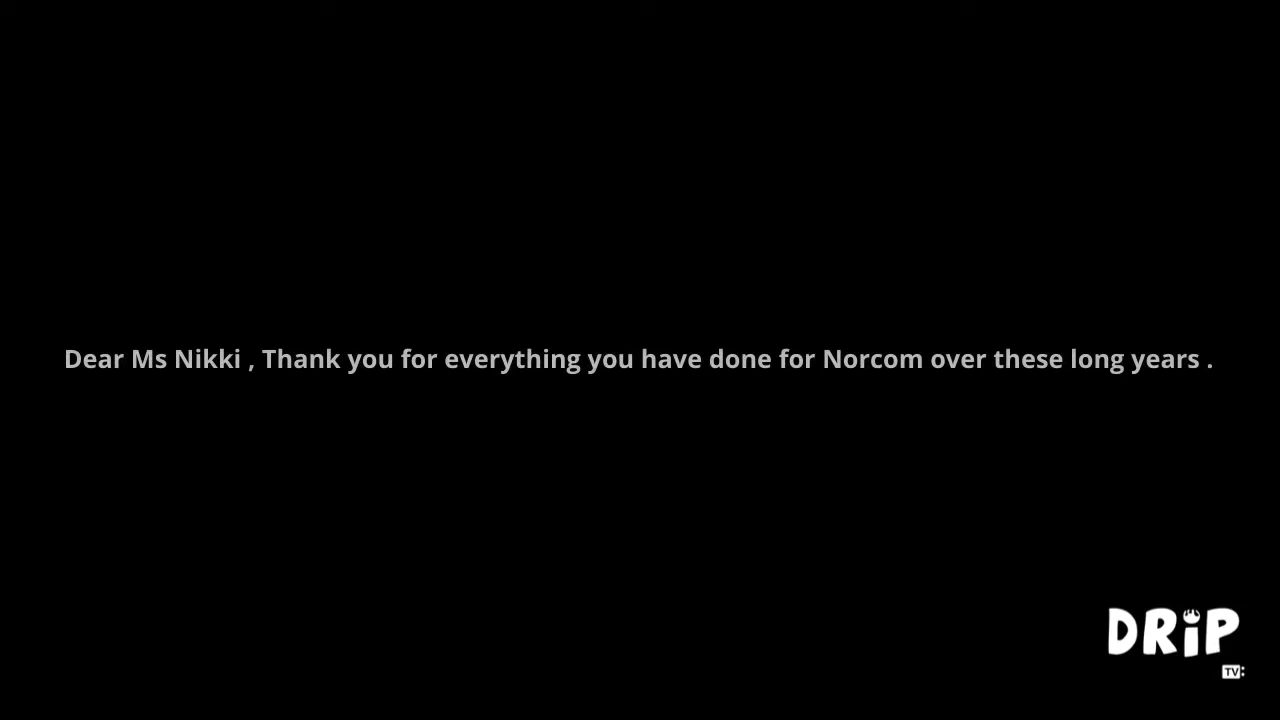 Dear Ms Nikki , Thank you for everything you have done for Norcom over these long years .
DRiP
TV: